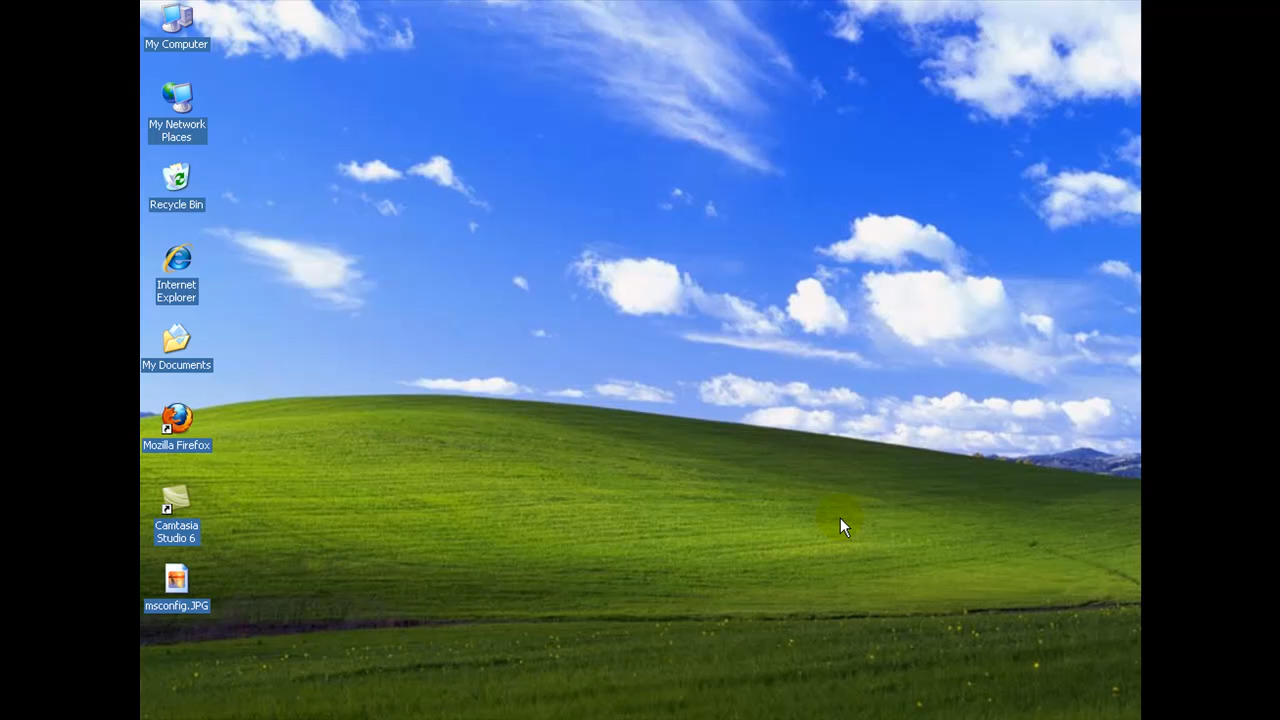 My Computer
My Network
Places
Recycle Bin
Internet
Explorer
My Documents
Mozilla Firefox
Camtasia
Studio 6
msconfig.JPG